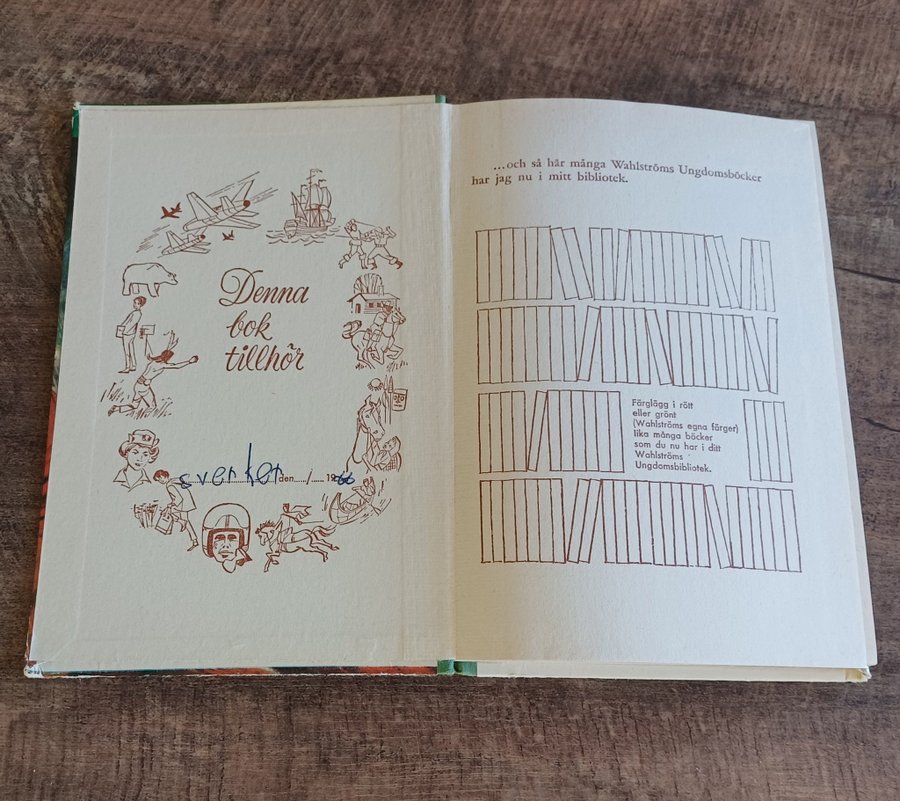 Denna
bok
tillhör
sverker den..../.... 1966
...och så här många Wahlströms Ungdomsböcker
har jag nu i mitt bibliotek.
Färglägg i rött
eller grönt
(Wahlströms egna färger)
lika många böcker
som du nu har i ditt
Wahlströms
Ungdomsbibliotek.